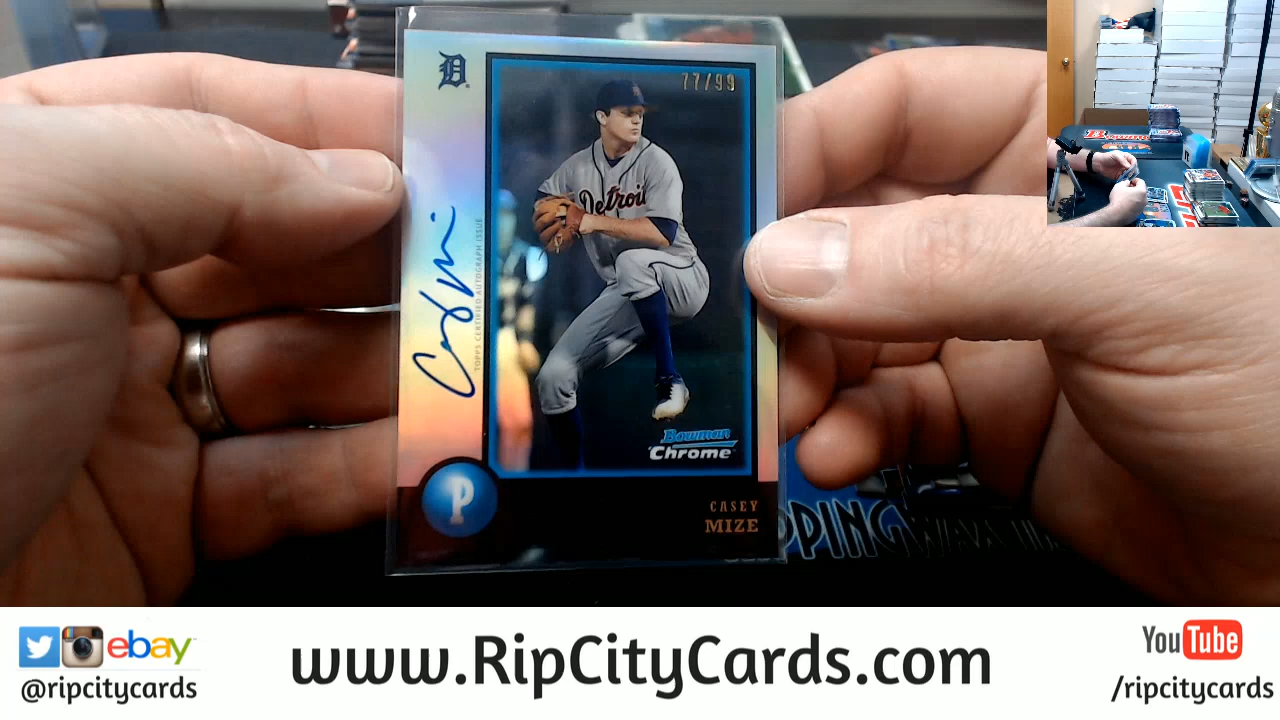 D
77/99
Detroit
TOPPS CERTIFIED AUTOGRAPH ISSUE
Bowman
Chrome
P
CASEY
MIZE
ebay
@ripcitycards
www.RipCityCards.com
YouTube
/ripcitycards